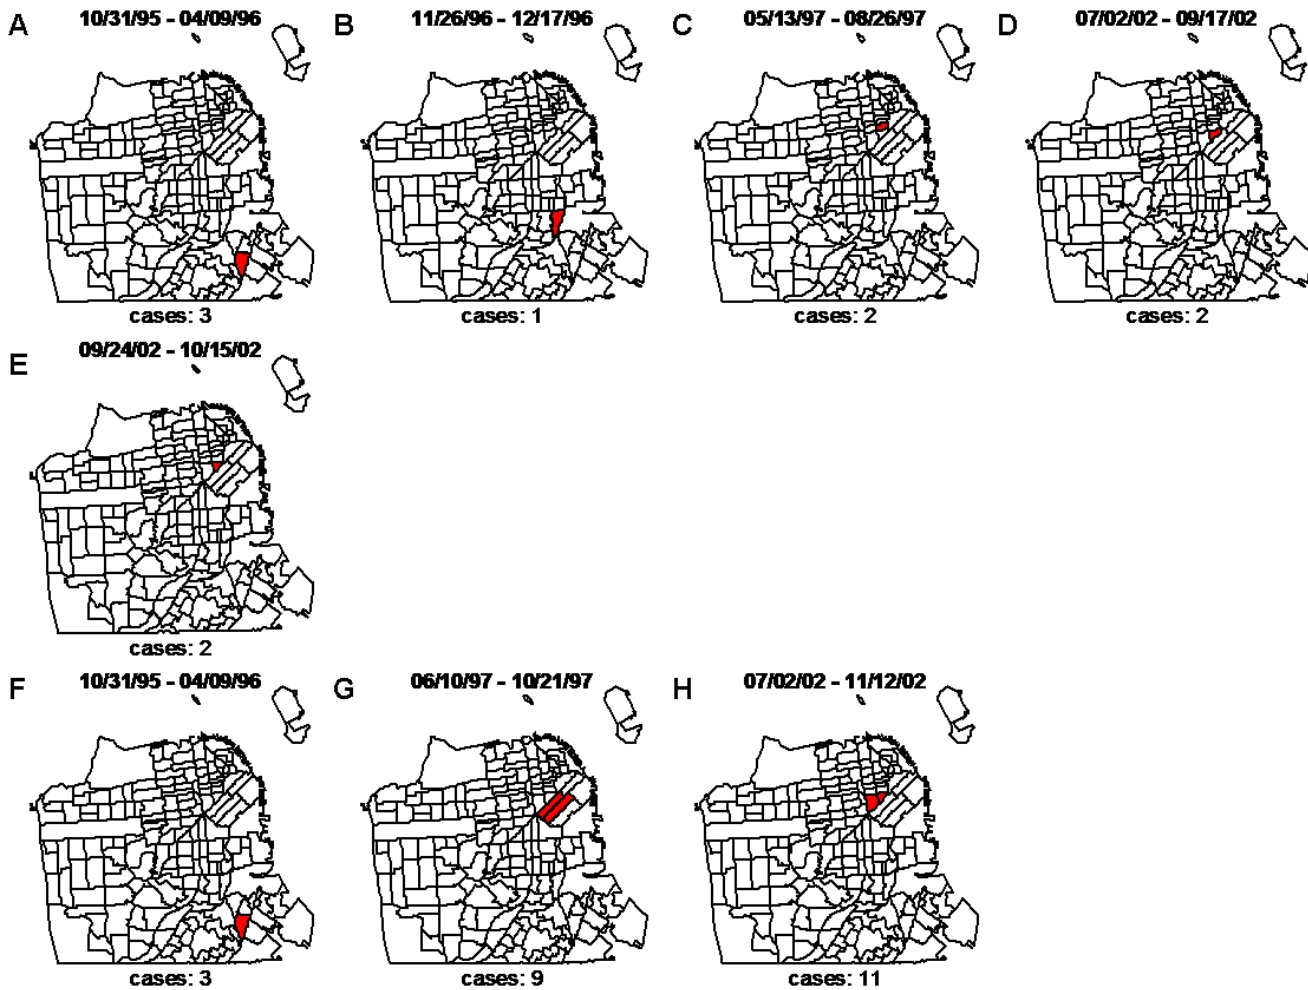 A 10/31/95 - 04/09/96
B 11/26/96 - 12/17/96
C 05/13/97 - 08/26/97
D 07/02/02 - 09/17/02
cases: 3
cases: 1
cases: 2
cases: 2
E 09/24/02 - 10/15/02
cases: 2
F 10/31/95 - 04/09/96
G 06/10/97 - 10/21/97
H 07/02/02 - 11/12/02
cases: 3
cases: 9
cases: 11